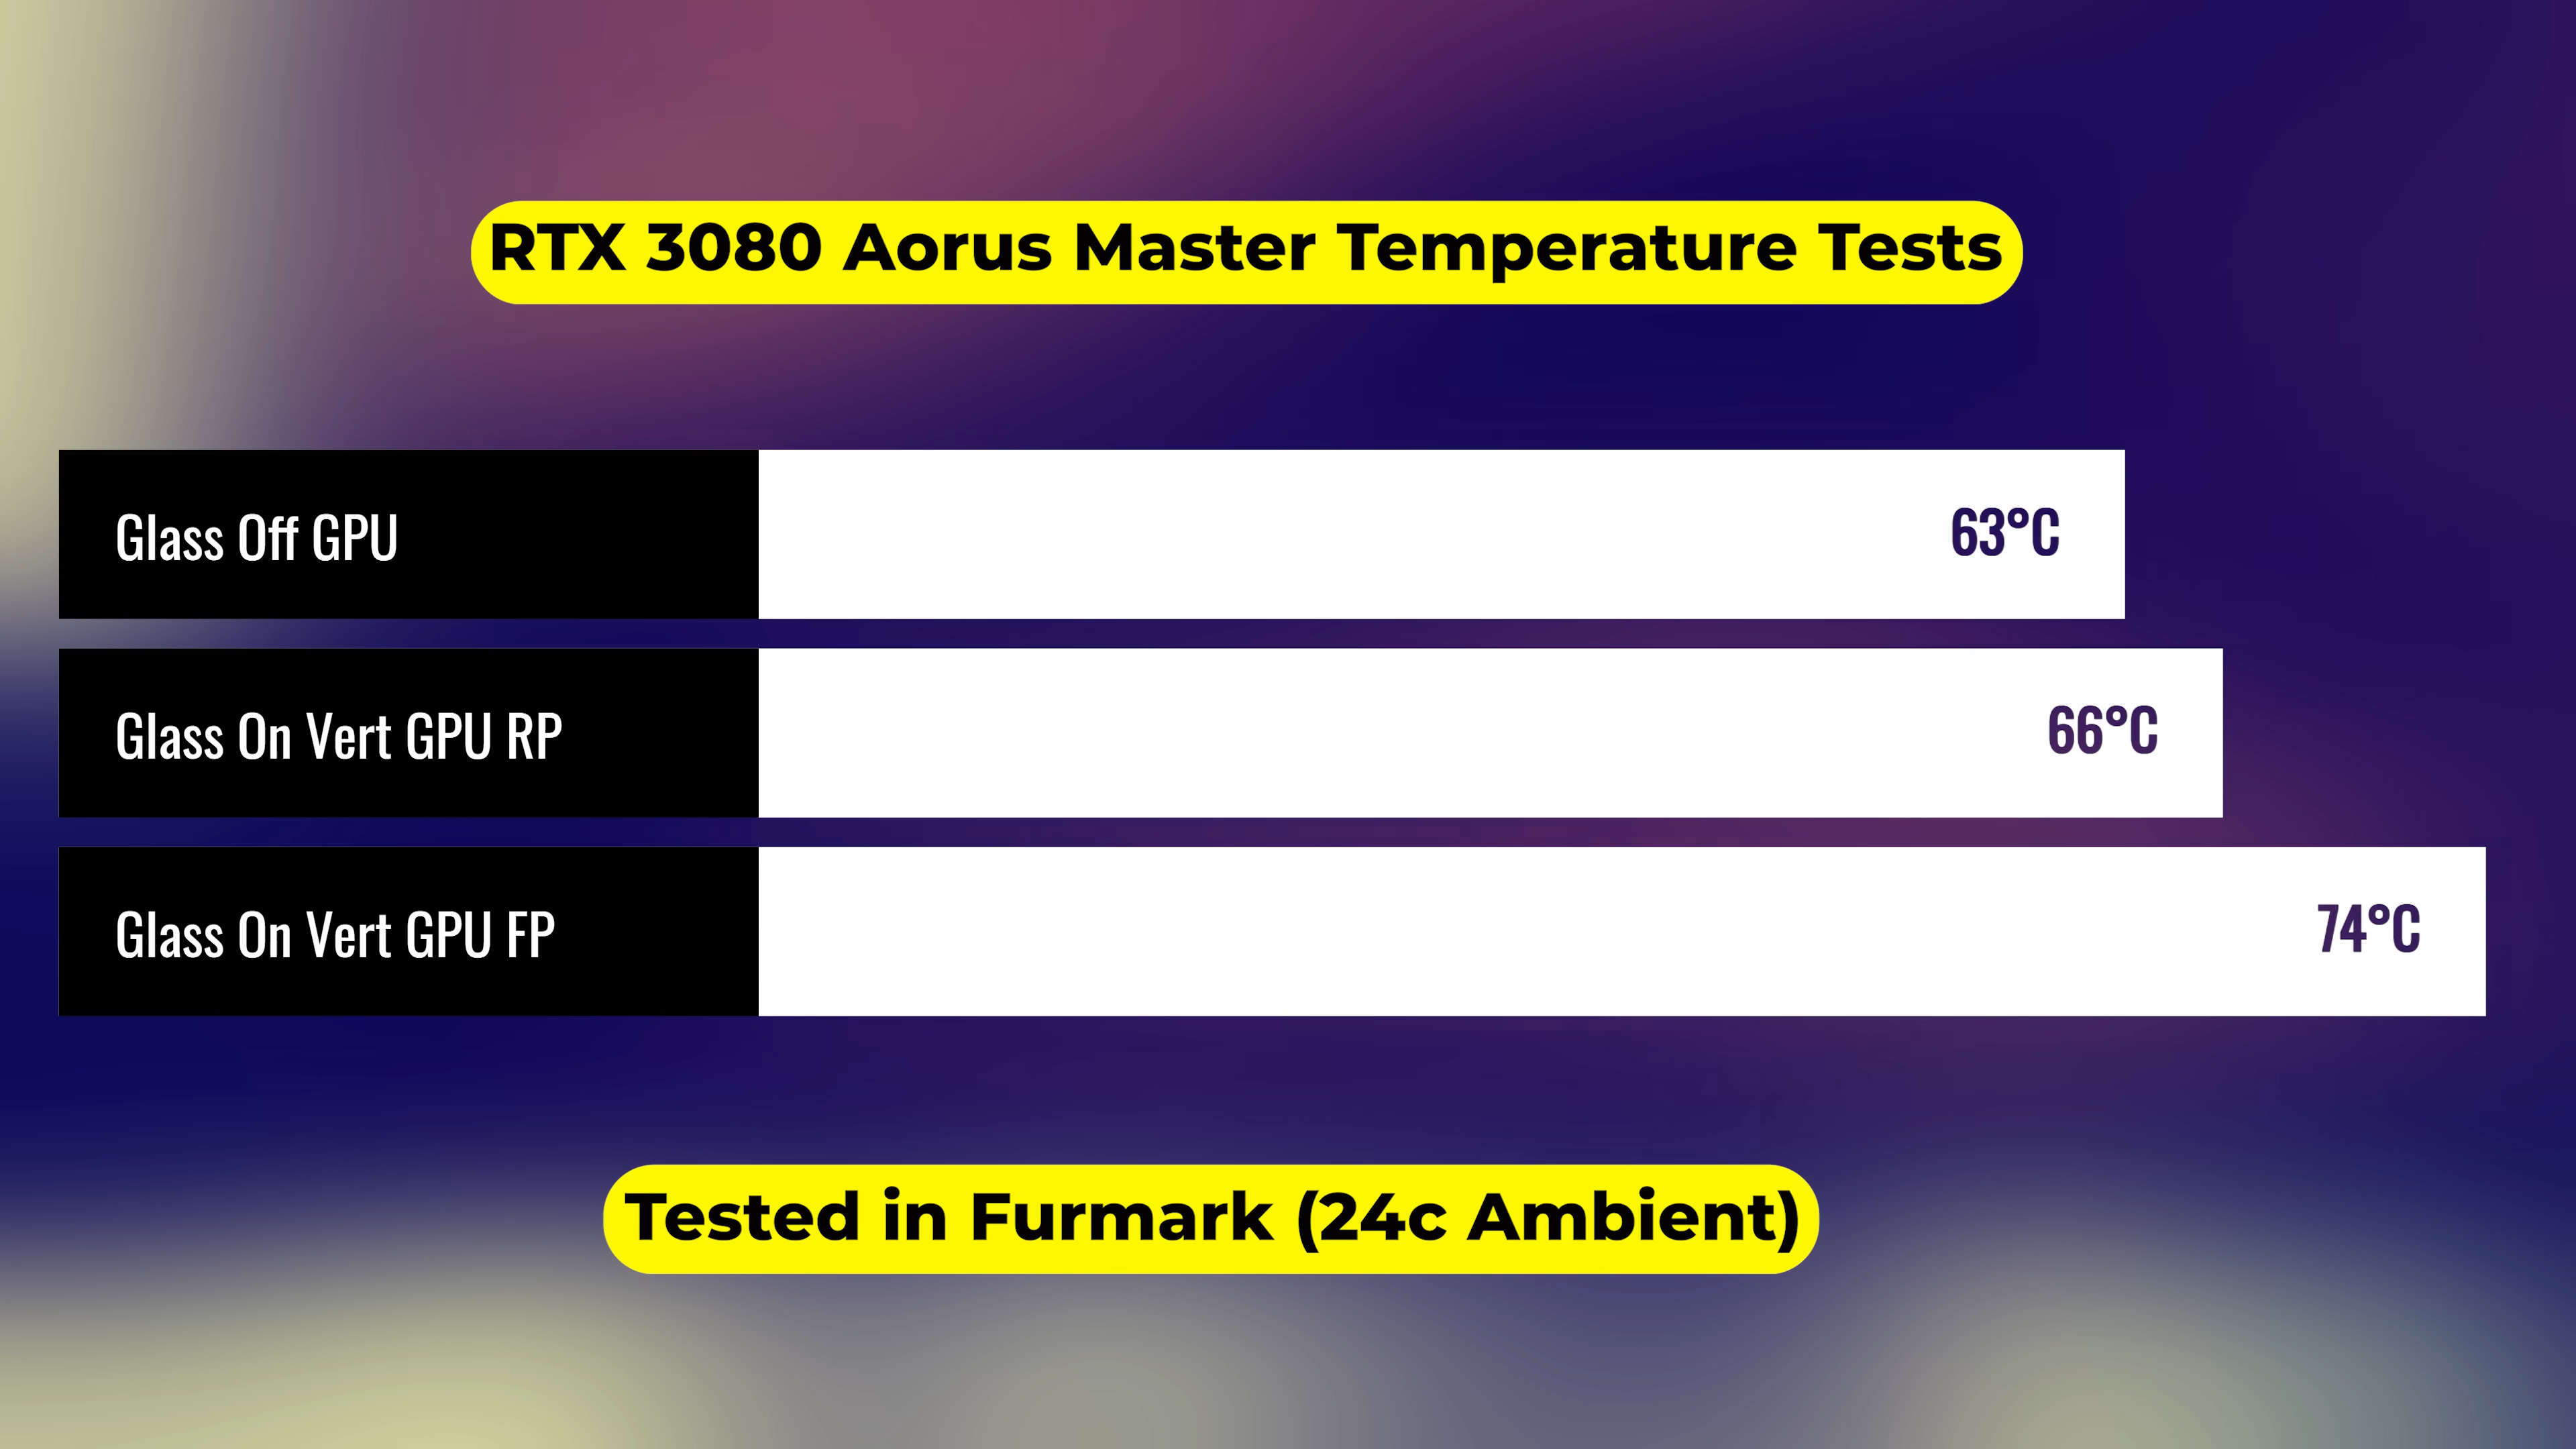 RTX 3080 Aorus Master Temperature Tests
Glass Off GPU
63°C
Glass On Vert GPU RP
66°C
Glass On Vert GPU FP
74°C
Tested in Furmark (24c Ambient)